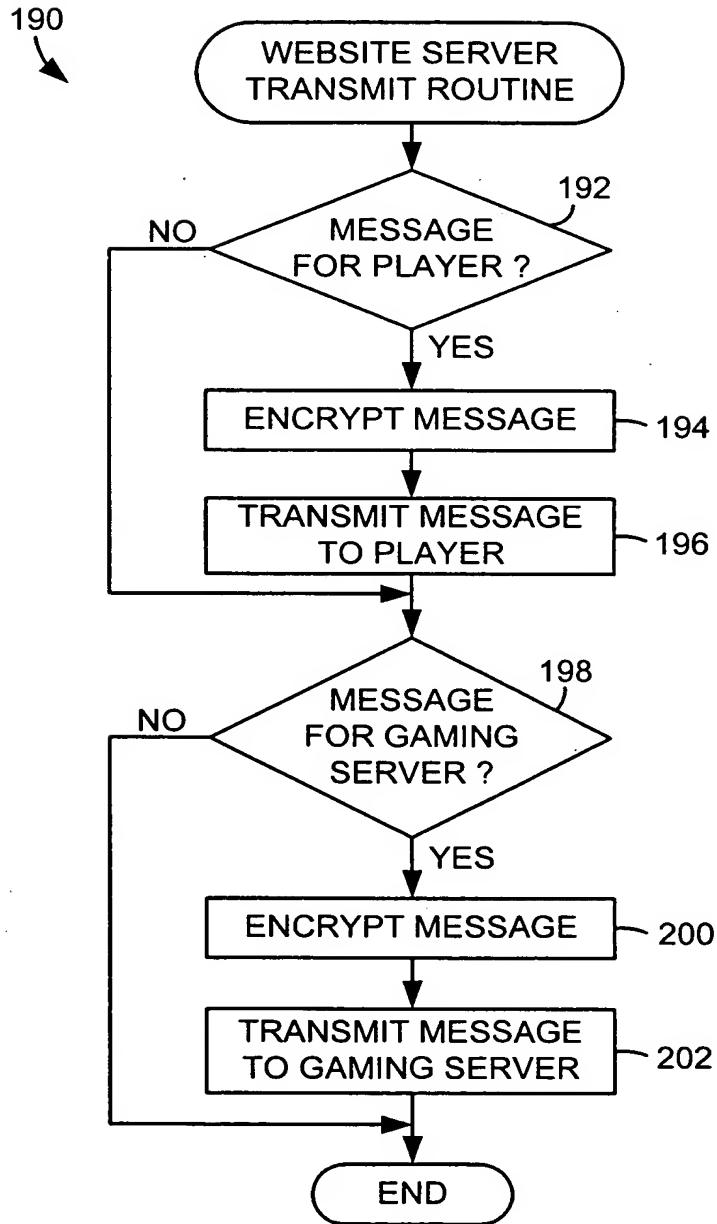 190
WEBSITE SERVER
TRANSMIT ROUTINE
192
NO
MESSAGE
FOR PLAYER ?
YES
ENCRYPT MESSAGE
194
TRANSMIT MESSAGE
TO PLAYER
196
198
NO
MESSAGE
FOR GAMING
SERVER ?
YES
ENCRYPT MESSAGE
200
TRANSMIT MESSAGE
TO GAMING SERVER
202
END